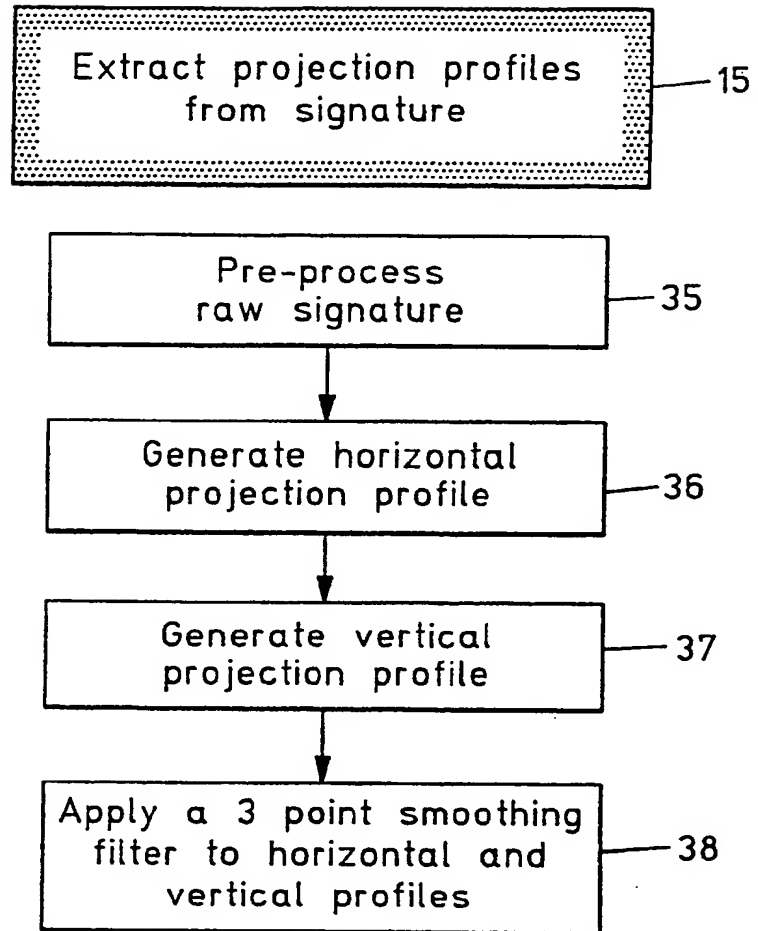 Extract projection profiles
from signature
15
Pre-process
raw signature
35
Generate horizontal
projection profile
36
Generate vertical
projection profile
37
Apply a 3 point smoothing
filter to horizontal and
vertical profiles
38